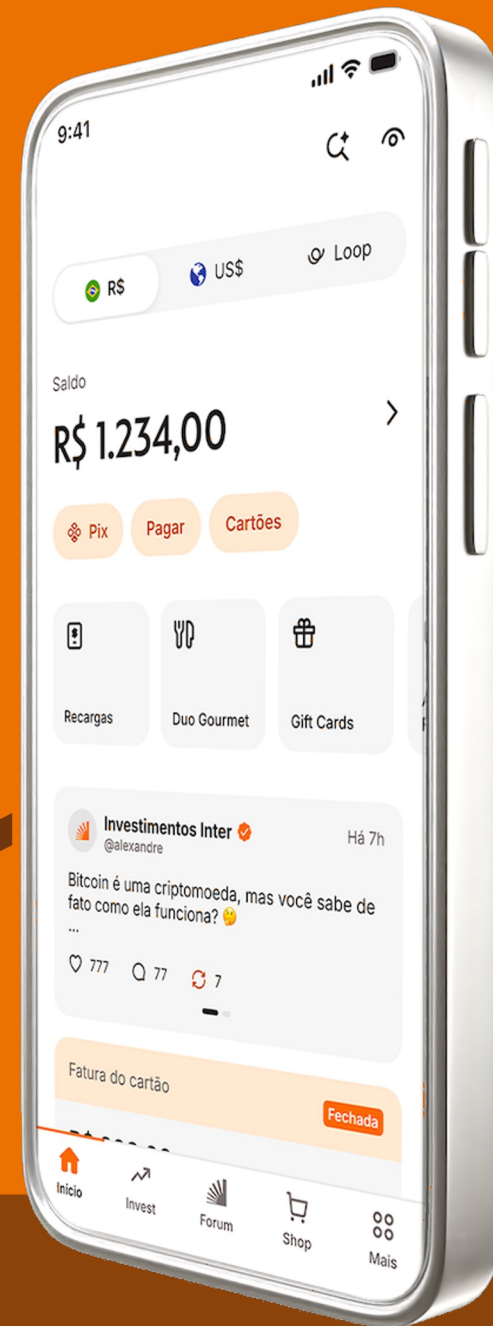 9:41
R$
US$
Loop
Saldo
R$ 1.234,00
Pix
Pagar
Cartões
Recargas
Duo Gourmet
Gift Cards
Investimentos Inter
Há 7h
@alexandre
Bitcoin é uma criptomoeda, mas você sabe de
fato como ela funciona? 🤔
...
777
77
7
Fatura do cartão
Fechada
R$
Início
Invest
Forum
Shop
Mais